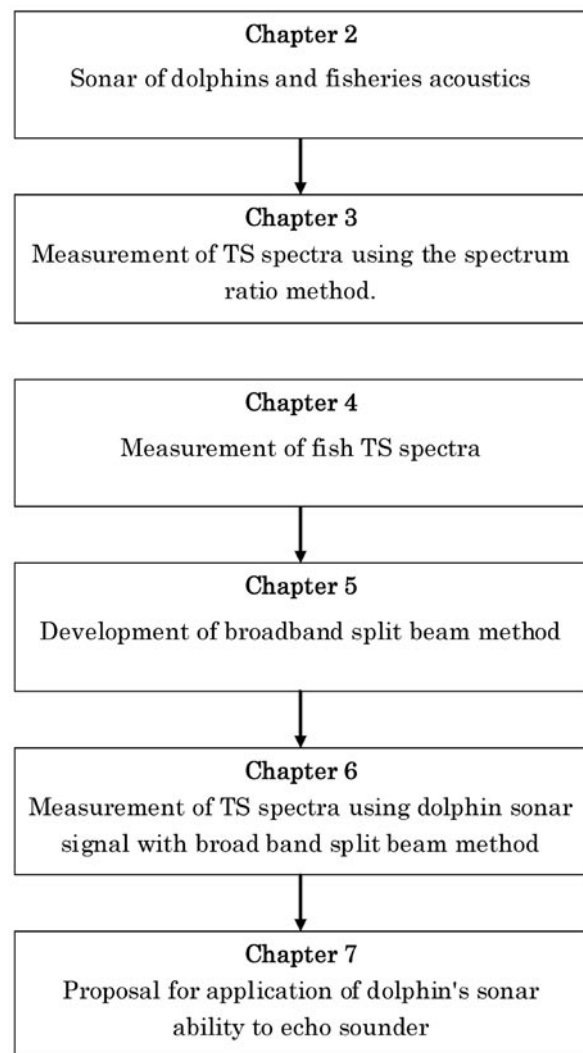 Chapter 2
Sonar of dolphins and fisheries acoustics
Chapter 3
Measurement of TS spectra using the spectrum
ratio method.
Chapter 4
Measurement of fish TS spectra
Chapter 5
Development of broadband split beam method
Chapter 6
Measurement of TS spectra using dolphin sonar
signal with broad band split beam method
Chapter 7
Proposal for application of dolphin's sonar
ability to echo sounder